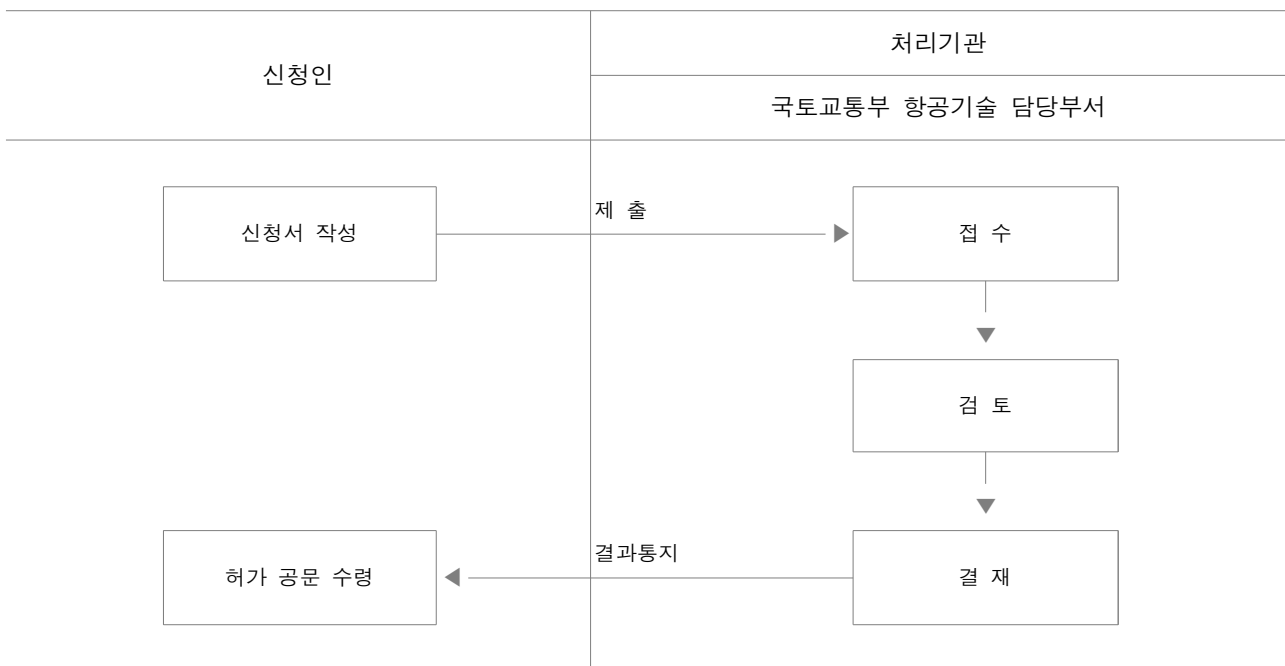 신청인
처리기관
국토교통부 항공기술 담당부서
신청서 작성
제 출
접 수
검 토
결 재
결과통지
허가 공문 수령